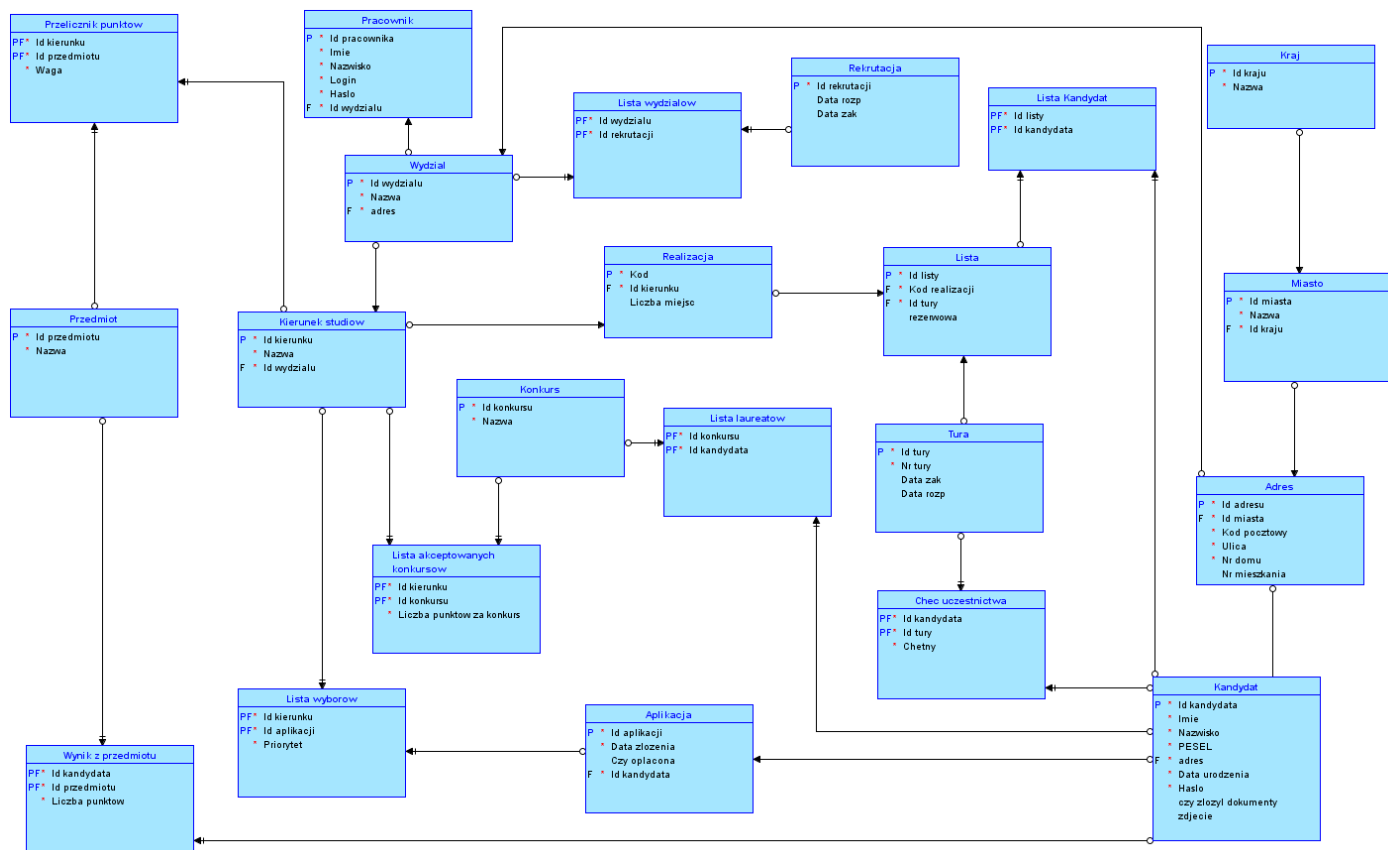 Przelicznik punktow
PF* Id kierunku
PF* Id przedmiotu
* Waga
Pracownik
P * Id pracownika
* Imie
* Nazwisko
* Login
* Haslo
F * Id wydzialu
Lista wydzialow
PF* Id wydzialu
PF* Id rekrutacji
Rekrutacja
P * Id rekrutacji
Data rozp
Data zak
Lista Kandydat
PF* Id listy
PF* Id kandydata
Kraj
P * Id kraju
* Nazwa
Wydzial
P * Id wydzialu
* Nazwa
F * adres
Realizacja
P * Kod
F * Id kierunku
Liczba miejsc
Lista
P * Id listy
F * Kod realizacji
F * Id tury
rezerwowa
Miasto
P * Id miasta
* Nazwa
F * Id kraju
Przedmiot
P * Id przedmiotu
* Nazwa
Kierunek studiow
P * Id kierunku
* Nazwa
F * Id wydzialu
Konkurs
P * Id konkursu
* Nazwa
Lista laureatow
PF* Id konkursu
PF* Id kandydata
Tura
P * Id tury
* Nr tury
Data zak
Data rozp
Adres
P * Id adresu
F * Id miasta
* Kod pocztowy
* Ulica
* Nr domu
Nr mieszkania
Lista akceptowanych
konkursow
PF* Id kierunku
PF* Id konkursu
* Liczba punktow za konkurs
Chec uczestnictwa
PF* Id kandydata
PF* Id tury
* Chetny
Lista wyborow
PF* Id kierunku
PF* Id aplikacji
* Priorytet
Aplikacja
P * Id aplikacji
* Data zlozenia
Czy oplacona
F * Id kandydata
Kandydat
P * Id kandydata
* Imie
* Nazwisko
* PESEL
F * adres
* Data urodzenia
* Haslo
czy zlozyl dokumenty
zdjecie
Wynik z przedmiotu
PF* Id kandydata
PF* Id przedmiotu
* Liczba punktow